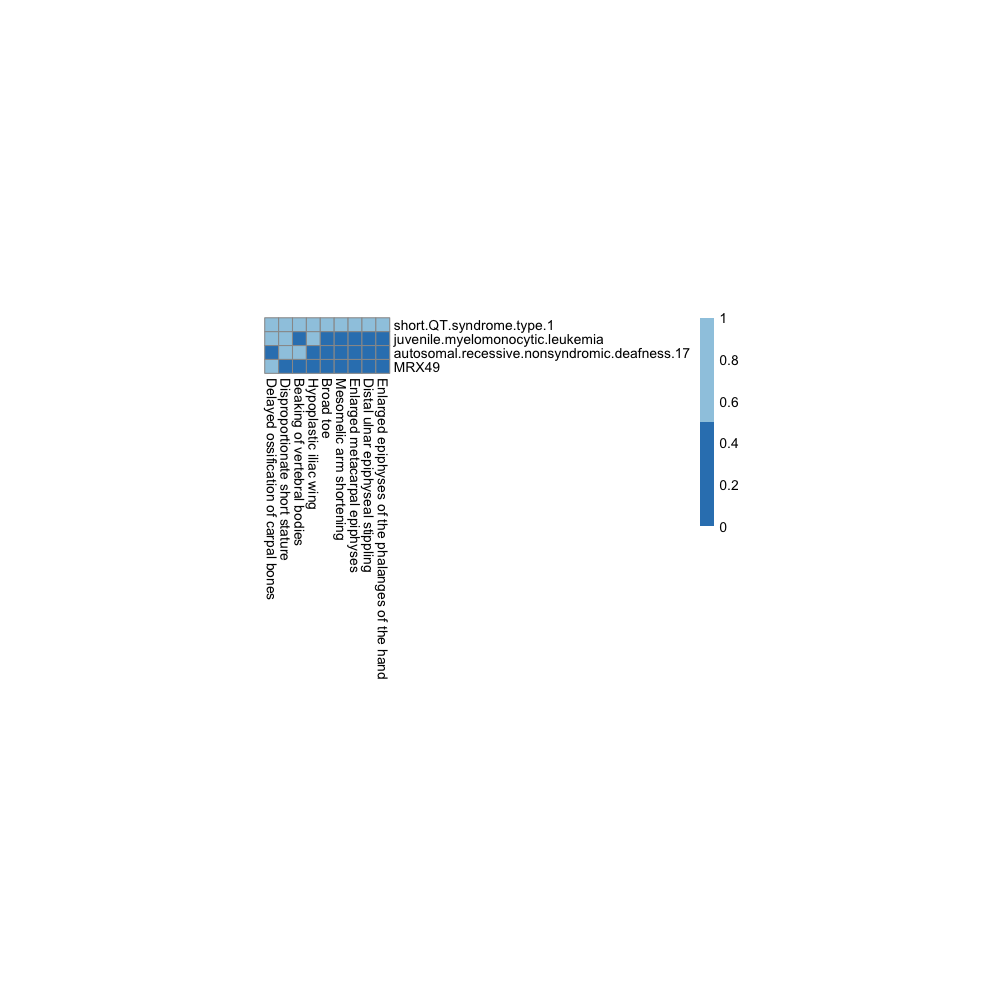 short.QT.syndrome.type.1
juvenile.myelomonocytic.leukemia
autosomal.recessive.nonsyndromic.deafness.17
MRX49
Delayed ossification of carpal bones
Disproportionate short stature
Beaking of vertebral bodies
Hypoplastic iliac wing
Broad toe
Mesomelic arm shortening
Enlarged metacarpal epiphyses
Distal ulnar epiphyseal stippling
Enlarged epiphyses of the phalanges of the hand
1
0.8
0.6
0.4
0.2
0